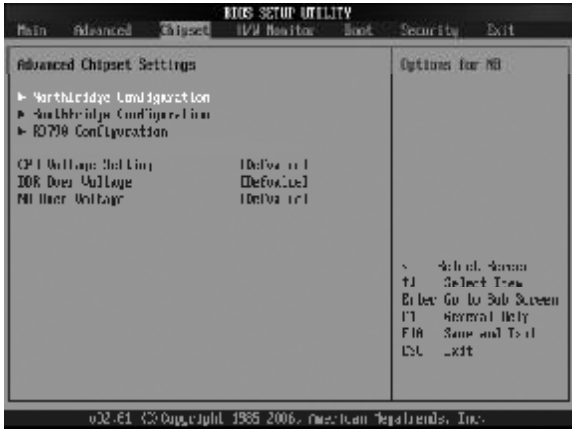 BIOS SETUP UTILITY
Main Advanced Chipset H/W Monitor Boot Security Exit
Advanced Chipset Settings
Options for NB
► NorthBridge Configuration
► SouthBridge Configuration
► RD790 Configuration
CPU Voltage Setting [Default]
DDR Over Voltage [Default]
NB Over Voltage [Default]
Select Screen
↑↓ Select Item
Enter Go to Sub Screen
F1 General Help
F10 Save and Exit
ESC Exit
v02.61 (C) Copyright 1985-2006, American Megatrends, Inc.